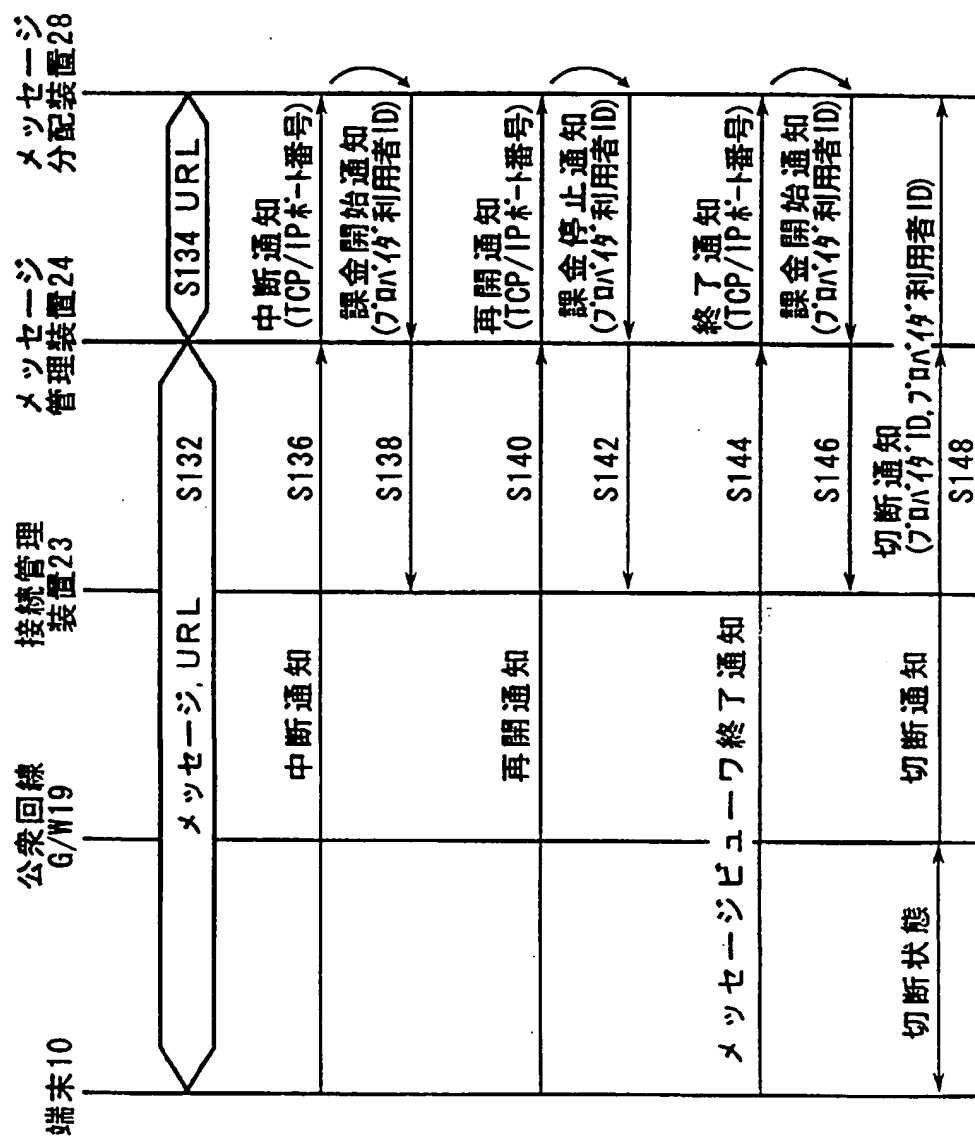 端末10
公衆回線
G/W19
接続管理
装置23
メッセージ
管理装置24
メッセージ
分配装置28
メッセージ, URL
S132
S134 URL
中断通知
S136
中断通知
(TCP/IPポート番号)
S138
課金開始通知
(プロバイダ利用者ID)
再開通知
S140
再開通知
(TCP/IPポート番号)
S142
課金停止通知
(プロバイダ利用者ID)
メッセージビューワ終了通知
S144
終了通知
(TCP/IPポート番号)
S146
課金開始通知
(プロバイダ利用者ID)
切断状態
切断通知
切断通知
(プロバイダID,プロバイダ利用者ID)
S148